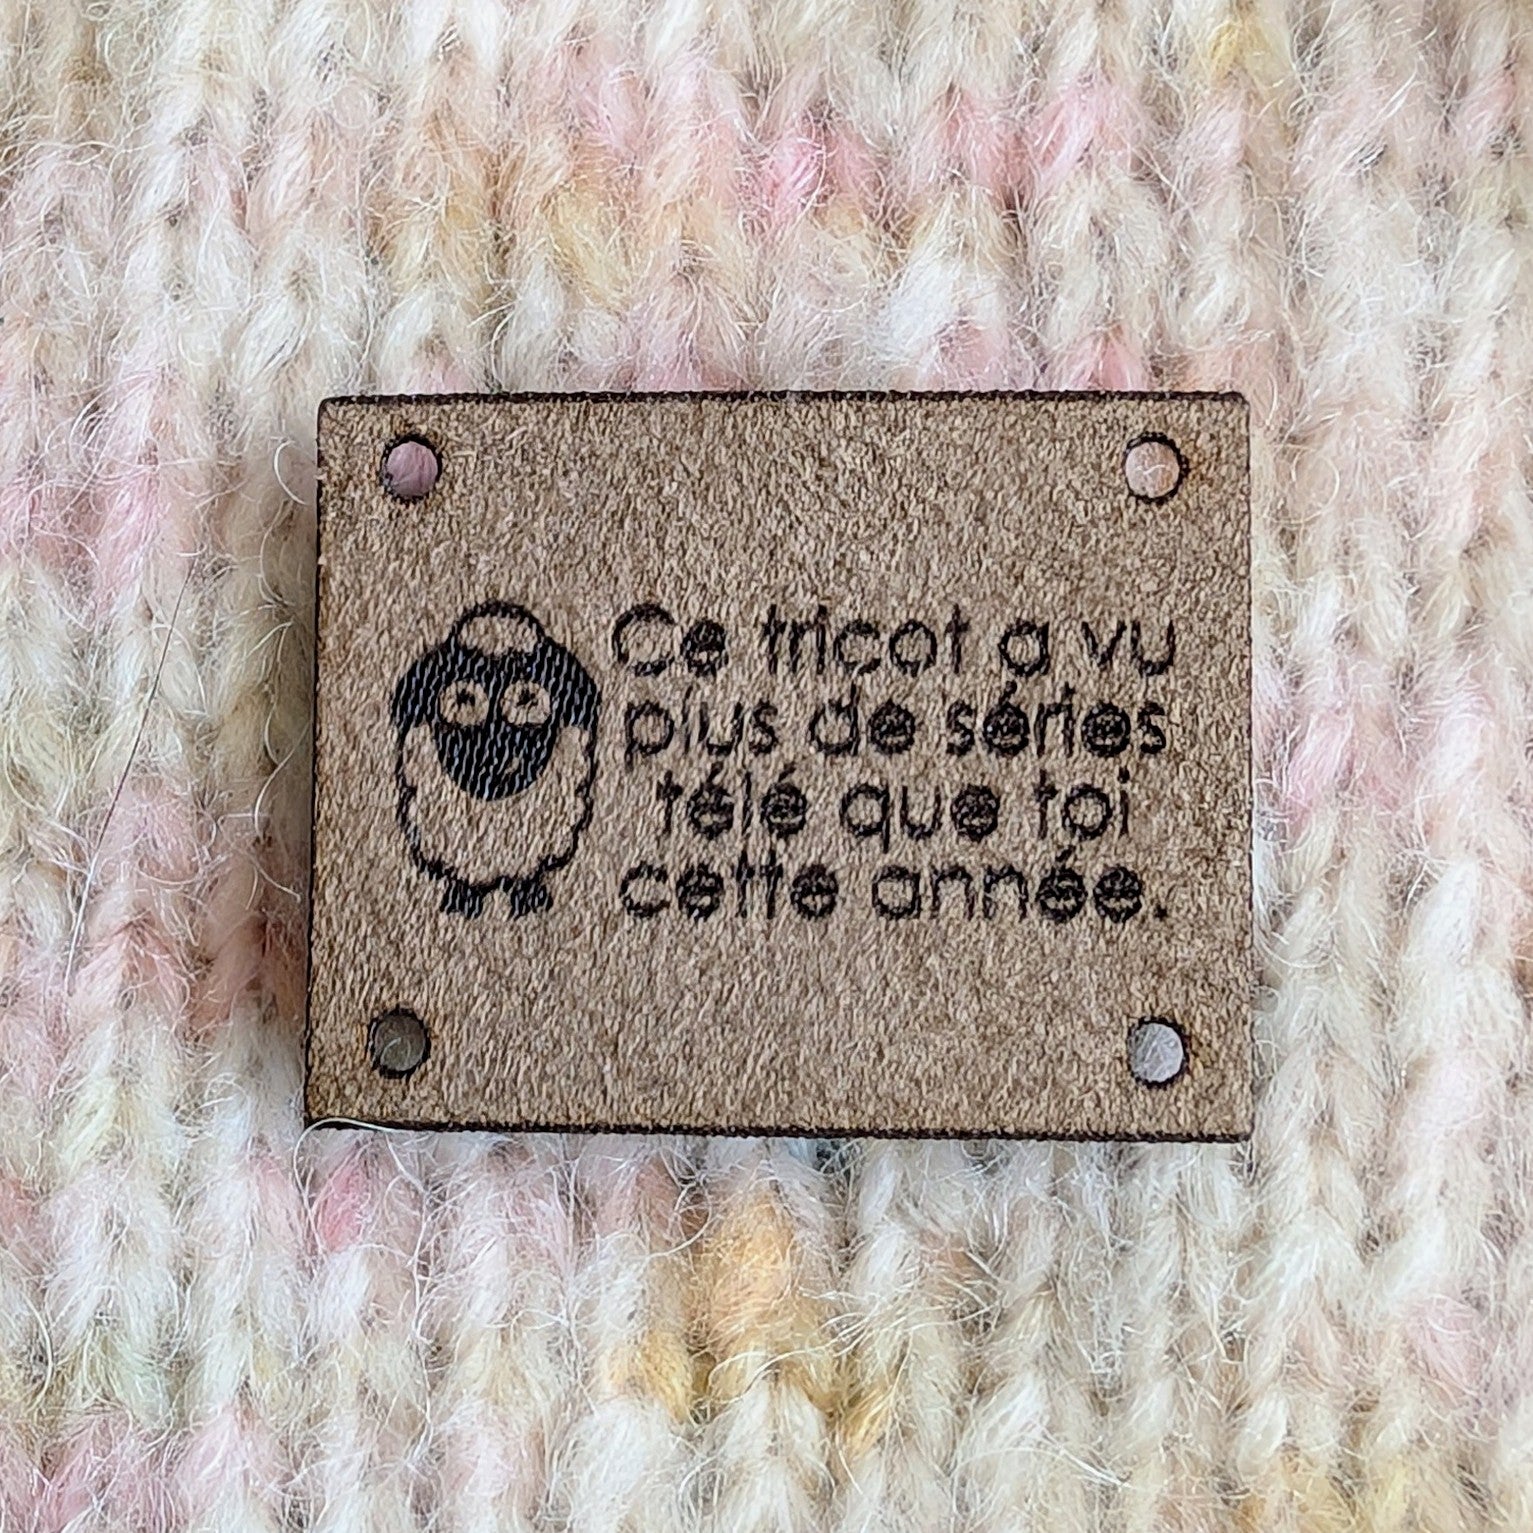 Ce tricot a vu
plus de séries
télé que toi
cette année.